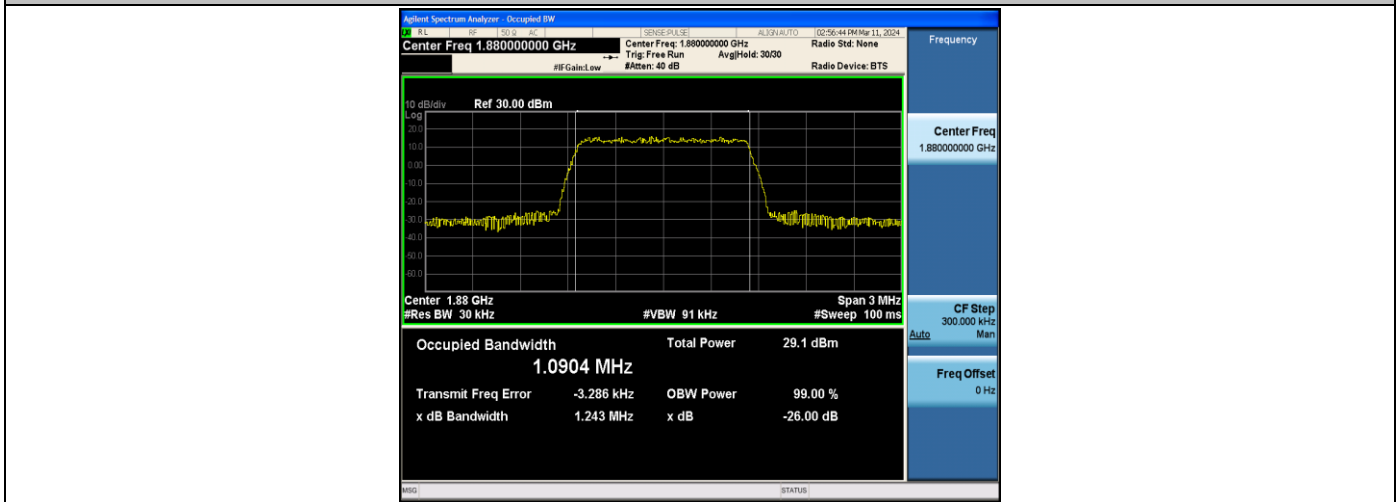 Agilent Spectrum Analyzer - Occupied BW
LXI RL RF 50 Ω AC SENSE:PULSE ALIGN AUTO 02:56:44 PM Mar 11, 2024
Center Freq 1.880000000 GHz Center Freq: 1.880000000 GHz Radio Std: None
Trig: Free Run Avg|Hold: 30/30
#IFGain:Low #Atten: 40 dB Radio Device: BTS
Frequency
10 dB/div Ref 30.00 dBm
Log
20.0
10.0
0.00
-10.0
-20.0
-30.0
-40.0
-50.0
-60.0
Center 1.88 GHz Span 3 MHz
#Res BW 30 kHz #VBW 91 kHz #Sweep 100 ms
Occupied Bandwidth Total Power 29.1 dBm
1.0904 MHz
Transmit Freq Error -3.286 kHz OBW Power 99.00 %
x dB Bandwidth 1.243 MHz x dB -26.00 dB
Center Freq
1.880000000 GHz
CF Step
300.000 kHz
Auto Man
Freq Offset
0 Hz
MSG STATUS